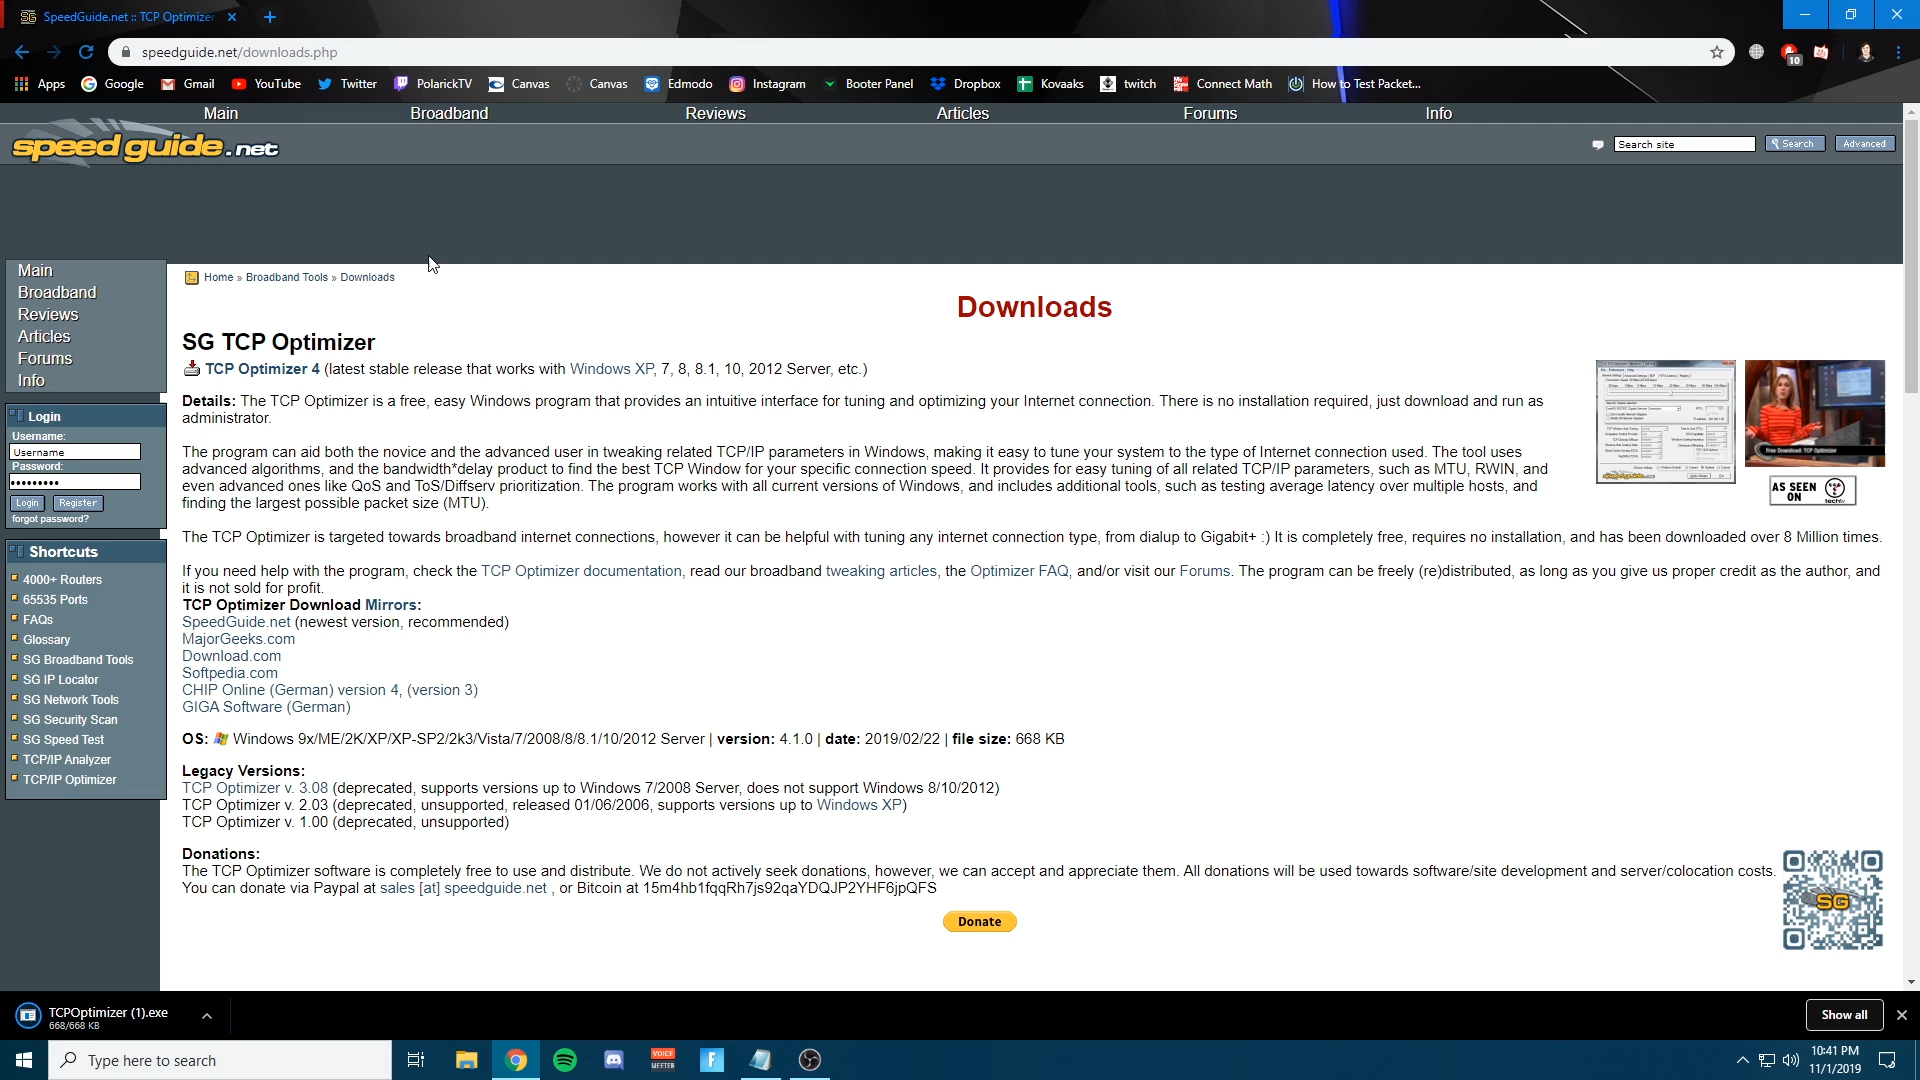 SpeedGuide.net :: TCP Optimizer
speedguide.net/downloads.php
10
Apps
Google
Gmail
YouTube
Twitter
PolarickTV
Canvas
Canvas
Edmodo
Instagram
Booter Panel
Dropbox
Kovaaks
twitch
Connect Math
How to Test Packet...
Main
Broadband
Reviews
Articles
Forums
Info
speed guide.net
Search site
Search
Advanced
Main
Broadband
Reviews
Articles
Forums
Info
Login
Username:
Username
Password:
Login
Register
forgot password?
Shortcuts
4000+ Routers
65535 Ports
FAQs
Glossary
SG Broadband Tools
SG IP Locator
SG Network Tools
SG Security Scan
SG Speed Test
TCP/IP Analyzer
TCP/IP Optimizer
Home » Broadband Tools » Downloads
Downloads
SG TCP Optimizer
TCP Optimizer 4 (latest stable release that works with Windows XP, 7, 8, 8.1, 10, 2012 Server, etc.)
Details: The TCP Optimizer is a free, easy Windows program that provides an intuitive interface for tuning and optimizing your Internet connection. There is no installation required, just download and run as
administrator.
The program can aid both the novice and the advanced user in tweaking related TCP/IP parameters in Windows, making it easy to tune your system to the type of Internet connection used. The tool uses
advanced algorithms, and the bandwidth*delay product to find the best TCP Window for your specific connection speed. It provides for easy tuning of all related TCP/IP parameters, such as MTU, RWIN, and
even advanced ones like QoS and ToS/Diffserv prioritization. The program works with all current versions of Windows, and includes additional tools, such as testing average latency over multiple hosts, and
finding the largest possible packet size (MTU).
Free Download: TCP Optimizer
AS SEEN
ON
techtv
The TCP Optimizer is targeted towards broadband internet connections, however it can be helpful with tuning any internet connection type, from dialup to Gigabit+ :) It is completely free, requires no installation, and has been downloaded over 8 Million times.
If you need help with the program, check the TCP Optimizer documentation, read our broadband tweaking articles, the Optimizer FAQ, and/or visit our Forums. The program can be freely (re)distributed, as long as you give us proper credit as the author, and
it is not sold for profit.
TCP Optimizer Download Mirrors:
SpeedGuide.net (newest version, recommended)
MajorGeeks.com
Download.com
Softpedia.com
CHIP Online (German) version 4, (version 3)
GIGA Software (German)
OS: Windows 9x/ME/2K/XP/XP-SP2/2k3/Vista/7/2008/8/8.1/10/2012 Server | version: 4.1.0 | date: 2019/02/22 | file size: 668 KB
Legacy Versions:
TCP Optimizer v. 3.08 (deprecated, supports versions up to Windows 7/2008 Server, does not support Windows 8/10/2012)
TCP Optimizer v. 2.03 (deprecated, unsupported, released 01/06/2006, supports versions up to Windows XP)
TCP Optimizer v. 1.00 (deprecated, unsupported)
Donations:
The TCP Optimizer software is completely free to use and distribute. We do not actively seek donations, however, we can accept and appreciate them. All donations will be used towards software/site development and server/colocation costs.
You can donate via Paypal at sales [at] speedguide.net , or Bitcoin at 15m4hb1fqqRh7js92qaYDQJP2YHF6jpQFS
SG
Donate
TCPOptimizer (1).exe
668/668 KB
Show all
Type here to search
VOICE
MEETER
10:41 PM
11/1/2019